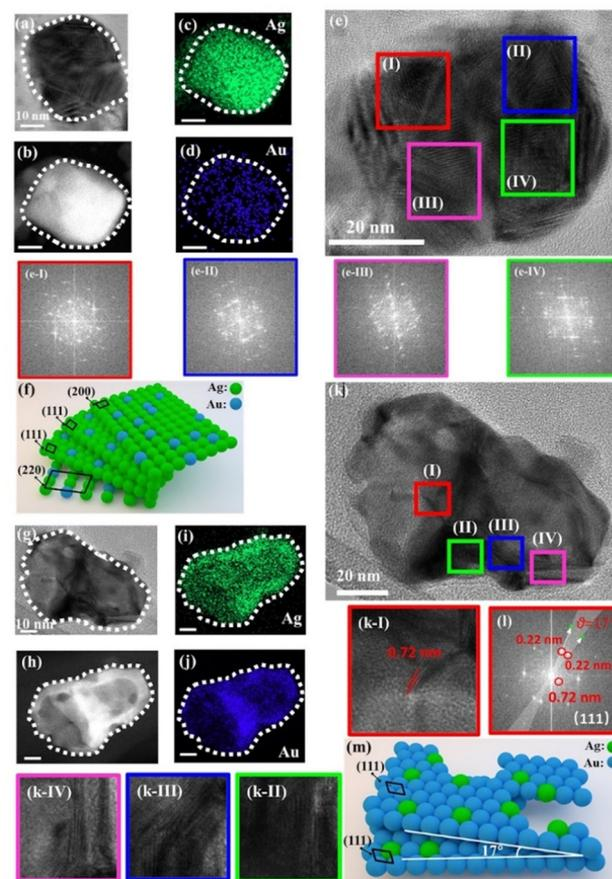 (a)
10 nm
(c)
Ag
(e)
(I)
(II)
(III)
(IV)
20 nm
(b)
(d)
Au
(e-I)
(e-II)
(e-III)
(e-IV)
(f)
Ag:
Au:
(200)
(111)
(111)
(220)
(k)
(I)
(II)
(III)
(IV)
20 nm
(g)
10 nm
(i)
Ag
(h)
(j)
Au
(k-I)
0.72 nm
(l)
0.22 nm
0.22 nm
0.72 nm
(111)
(k-IV)
(k-III)
(k-II)
(m)
Ag:
Au:
(111)
(111)
17°